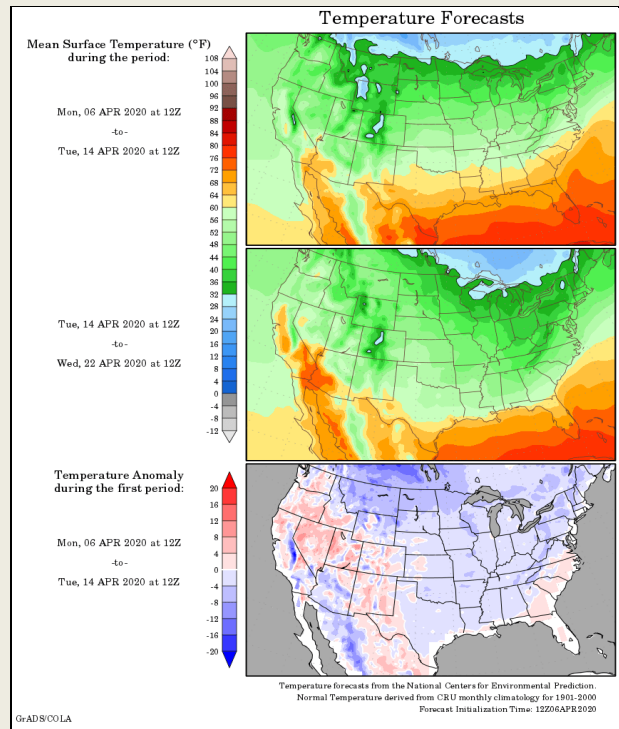 Temperature Forecasts
Mean Surface Temperature (°F)
during the period:
Mon, 06 APR 2020 at 12Z
-to-
Tue, 14 APR 2020 at 12Z
108
104
100
96
92
88
84
80
76
72
68
64
60
56
52
48
44
40
36
32
28
24
20
16
12
8
4
0
-4
-8
-12
Tue, 14 APR 2020 at 12Z
-to-
Wed, 22 APR 2020 at 12Z
Temperature Anomaly
during the first period:
Mon, 06 APR 2020 at 12Z
-to-
Tue, 14 APR 2020 at 12Z
20
16
12
8
4
0
-4
-8
-12
-16
-20
Temperature forecasts from the National Centers for Environmental Prediction.
Normal Temperature derived from CRU monthly climatology for 1901-2000
Forecast Initialization Time: 12Z06APR2020
GrADS/COLA